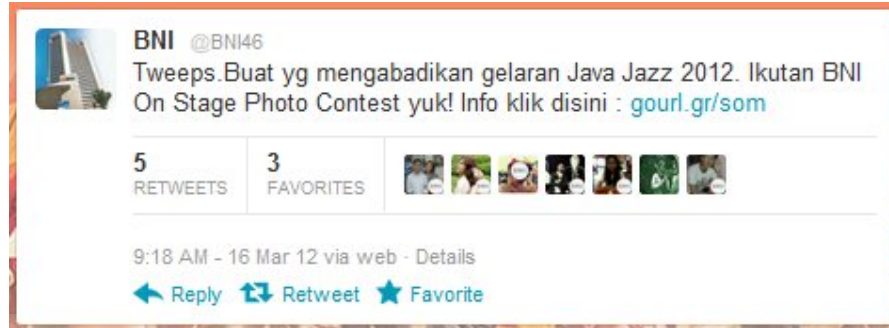 BNI @BNI46
Tweeps.Buat yg mengabadikan gelaran Java Jazz 2012. Ikutan BNI
On Stage Photo Contest yuk! Info klik disini : gourl.gr/som
5 3
RETWEETS FAVORITES
9:18 AM - 16 Mar 12 via web · Details
Reply Retweet Favorite